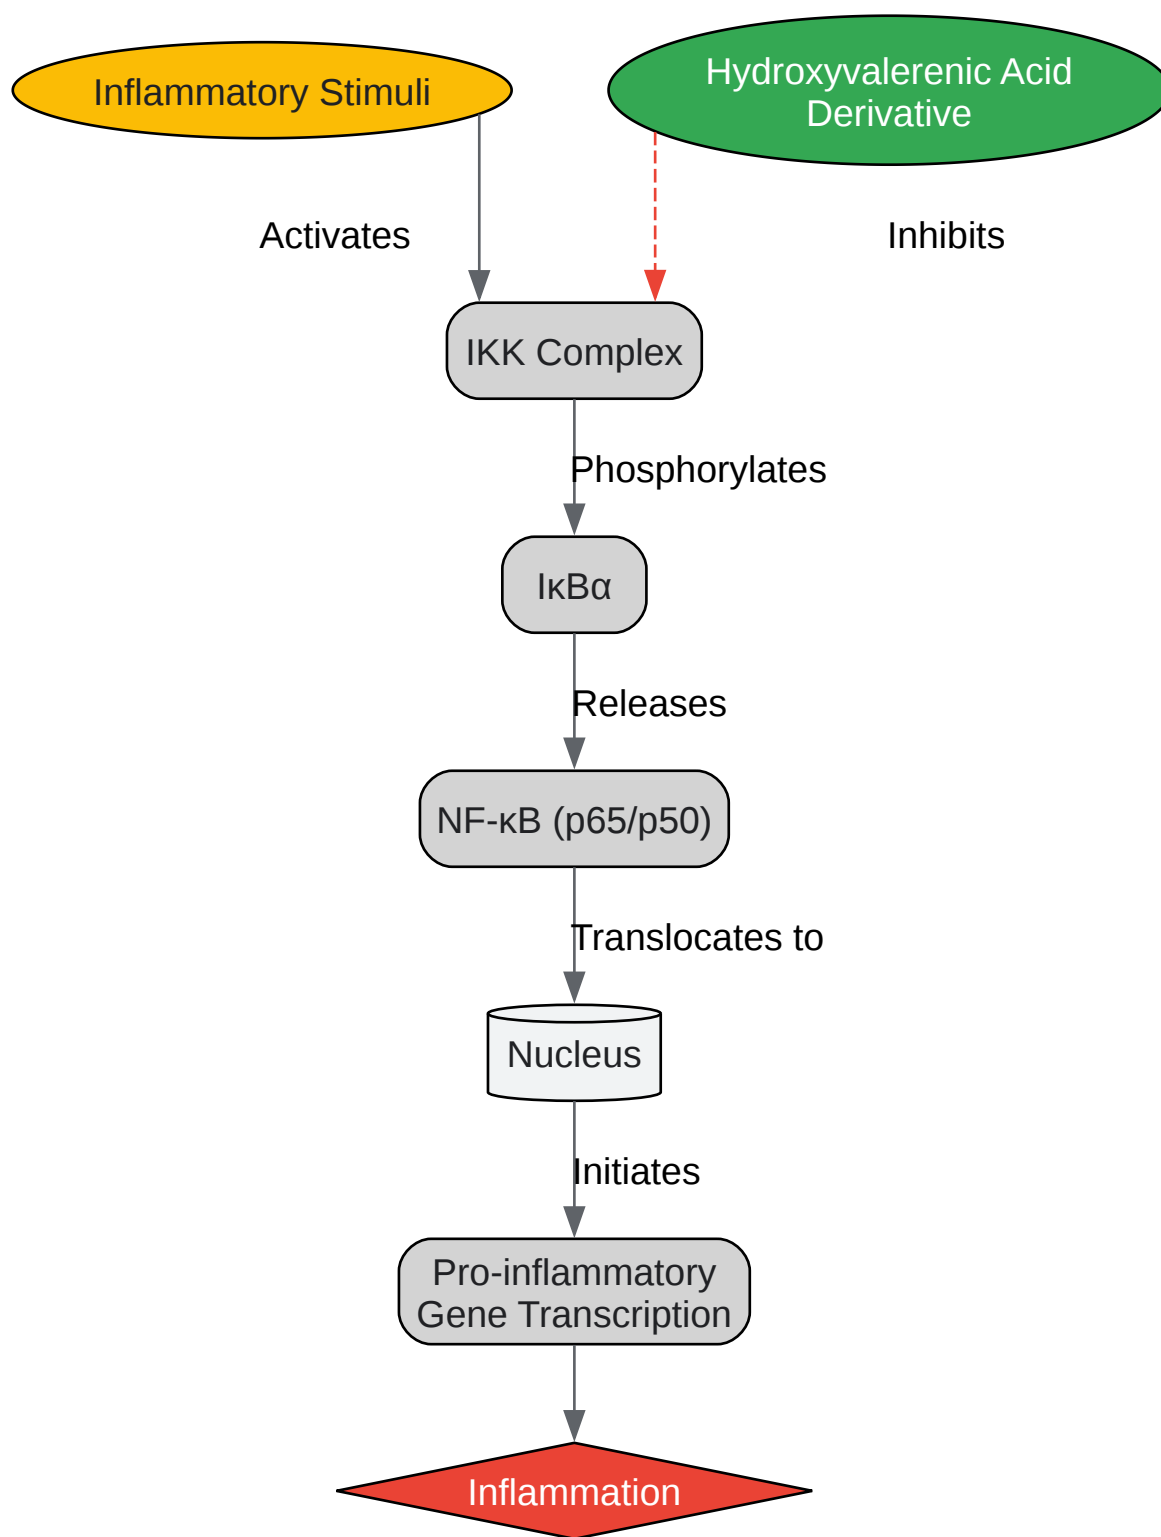 Inflammatory Stimuli
Hydroxyvalerenic Acid
Derivative
Activates
Inhibits
IKK Complex
Phosphorylates
IκBα
Releases
NF-κB (p65/p50)
Translocates to
Nucleus
Initiates
Pro-inflammatory
Gene Transcription
Inflammation